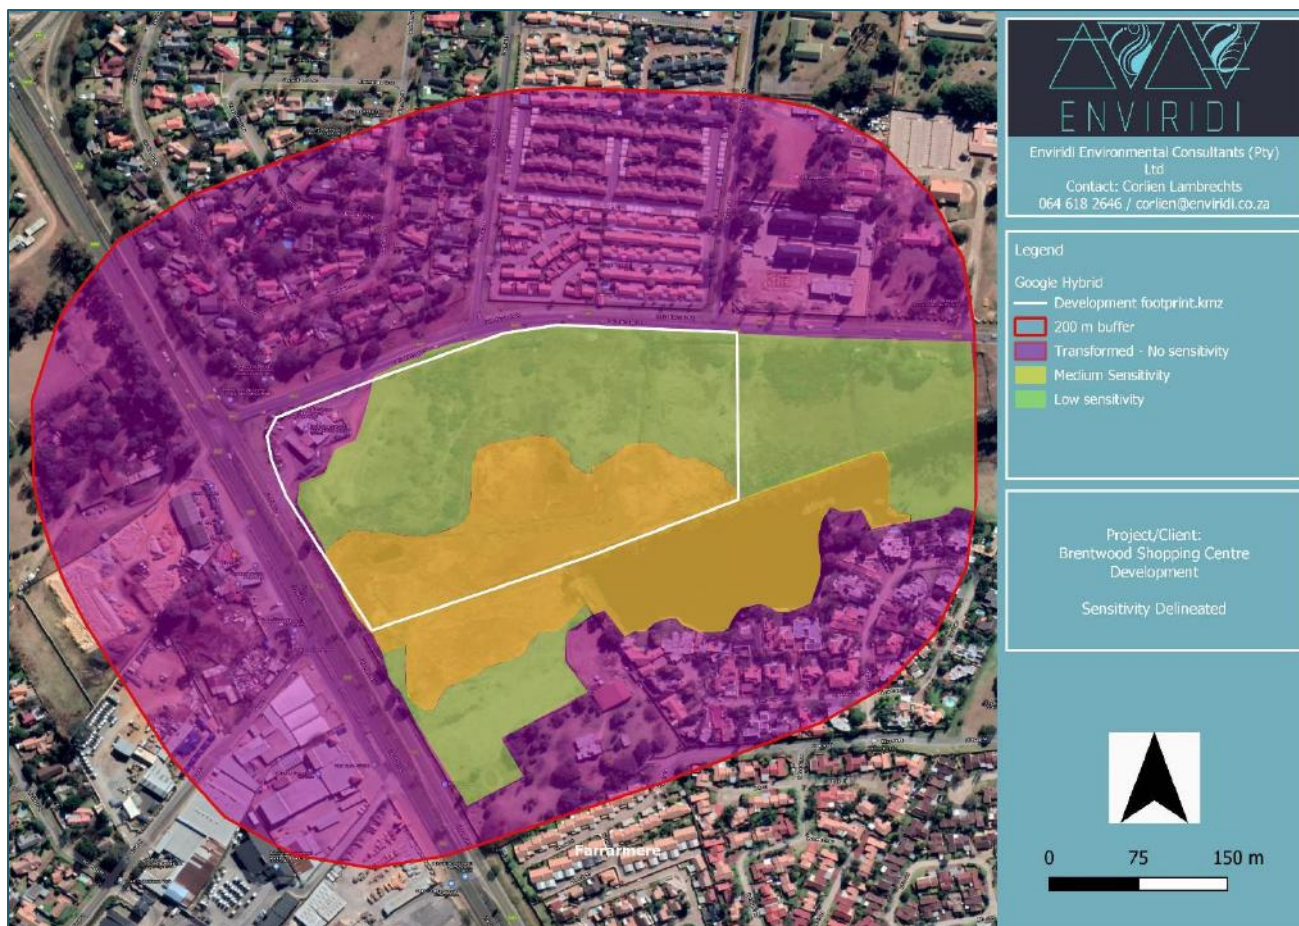 ENVIRIDI
Enviridi Environmental Consultants (Pty)
Ltd
Contact: Corlien Lambrechts
064 618 2646 / corlien@enviridi.co.za
Legend
Google Hybrid
Development footprint.kmz
200 m buffer
Transformed - No sensitivity
Medium Sensitivity
Low sensitivity
Project/Client:
Brentwood Shopping Centre
Development
Sensitivity Delineated
0 75 150 m
Farrarmere